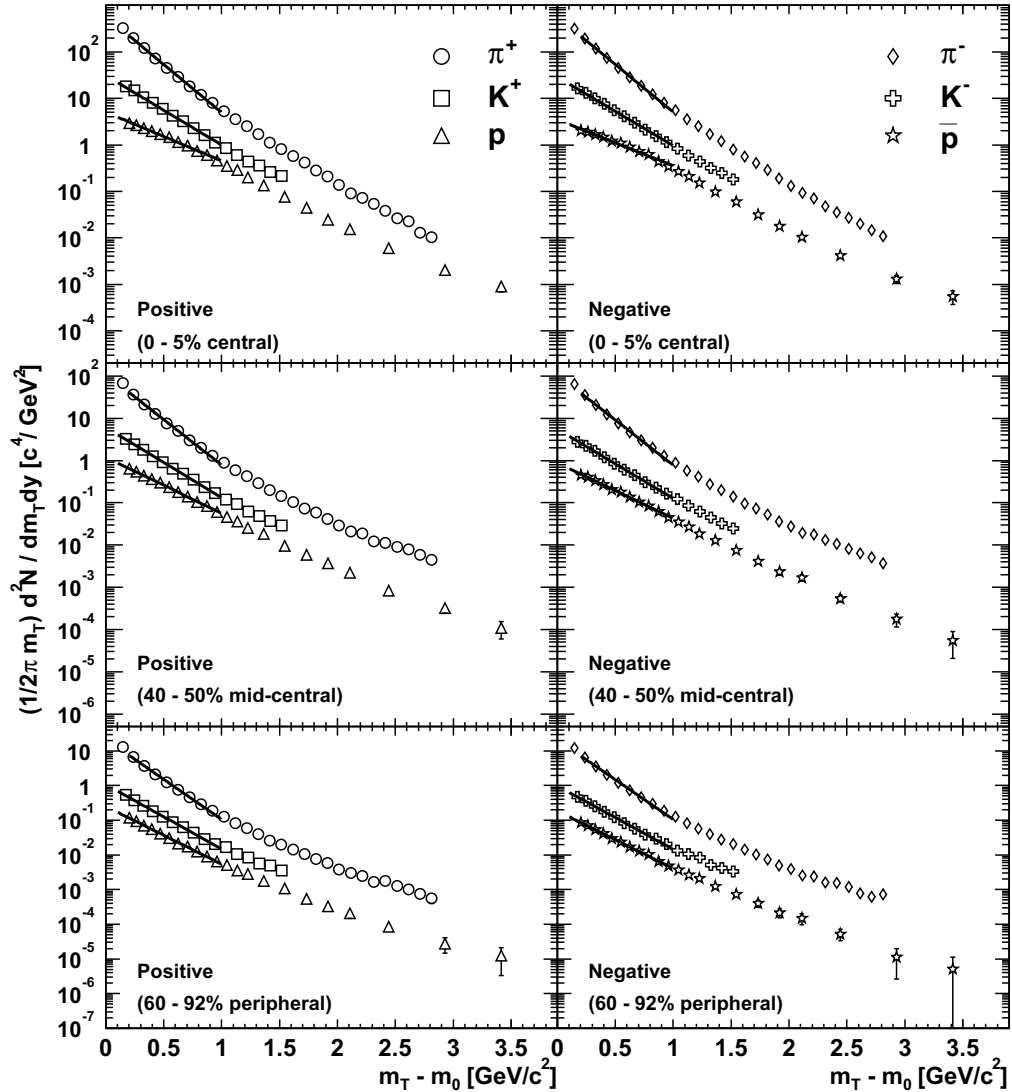 (1/2π m_T) d²N / dm_T dy [c⁴/ GeV²]
10²
10
1
10⁻¹
10⁻²
10⁻³
10⁻⁴
π⁺
K⁺
p
Positive
(0 - 5% central)
π⁻
K⁻
p̅
Negative
(0 - 5% central)
10²
10
1
10⁻¹
10⁻²
10⁻³
10⁻⁴
10⁻⁵
10⁻⁶
Positive
(40 - 50% mid-central)
Negative
(40 - 50% mid-central)
10
1
10⁻¹
10⁻²
10⁻³
10⁻⁴
10⁻⁵
10⁻⁶
10⁻⁷
Positive
(60 - 92% peripheral)
Negative
(60 - 92% peripheral)
0 0.5 1 1.5 2 2.5 3 3.5 0 0.5 1 1.5 2 2.5 3 3.5
m_T - m₀ [GeV/c²] m_T - m₀ [GeV/c²]